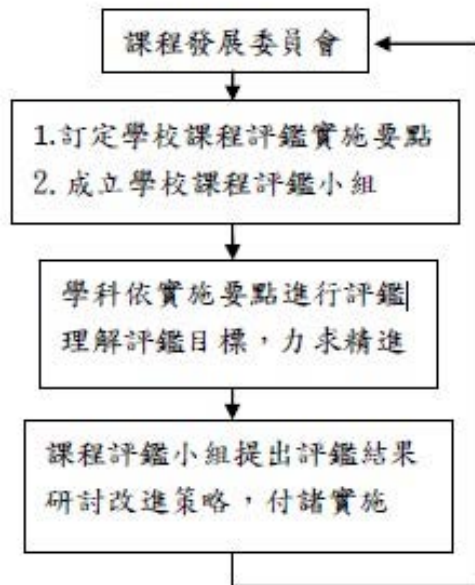 課程發展委員會
1.訂定學校課程評鑑實施要點
2.成立學校課程評鑑小組
學科依實施要點進行評鑑
理解評鑑目標，力求精進
課程評鑑小組提出評鑑結果
研討改進策略，付諸實施